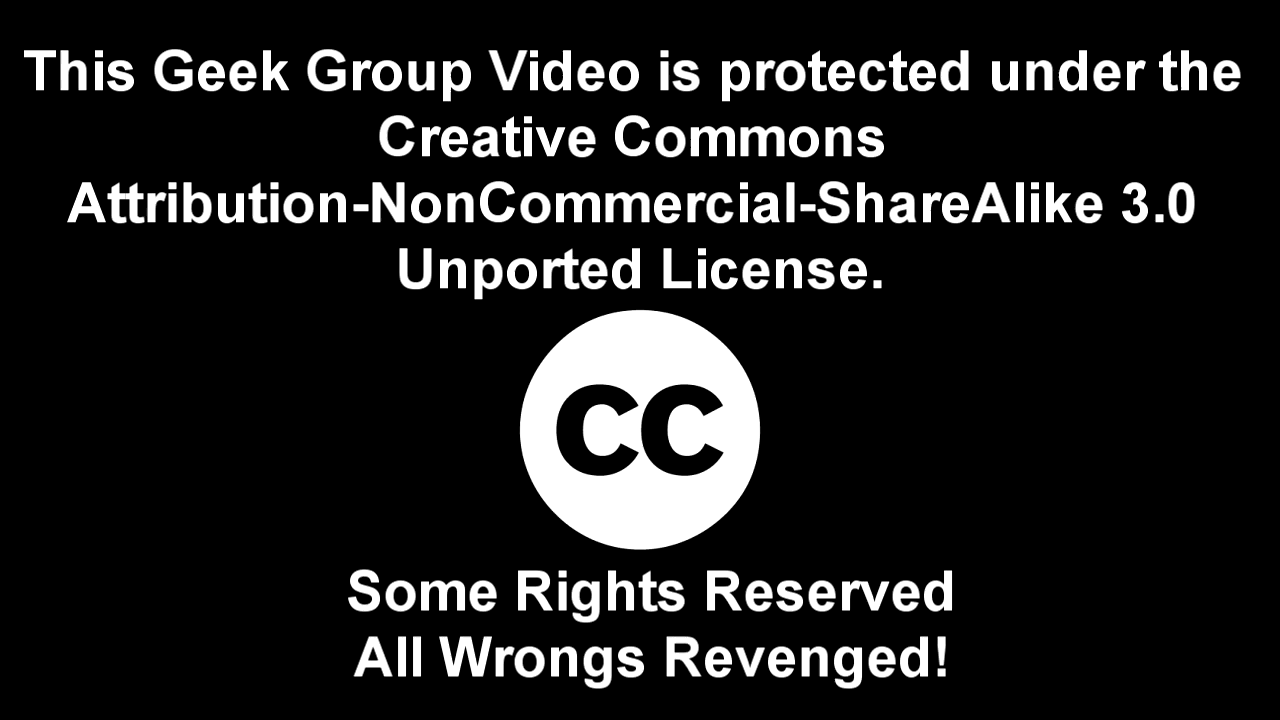 This Geek Group Video is protected under the
Creative Commons
Attribution-NonCommercial-ShareAlike 3.0
Unported License.
cc
Some Rights Reserved
All Wrongs Revenged!